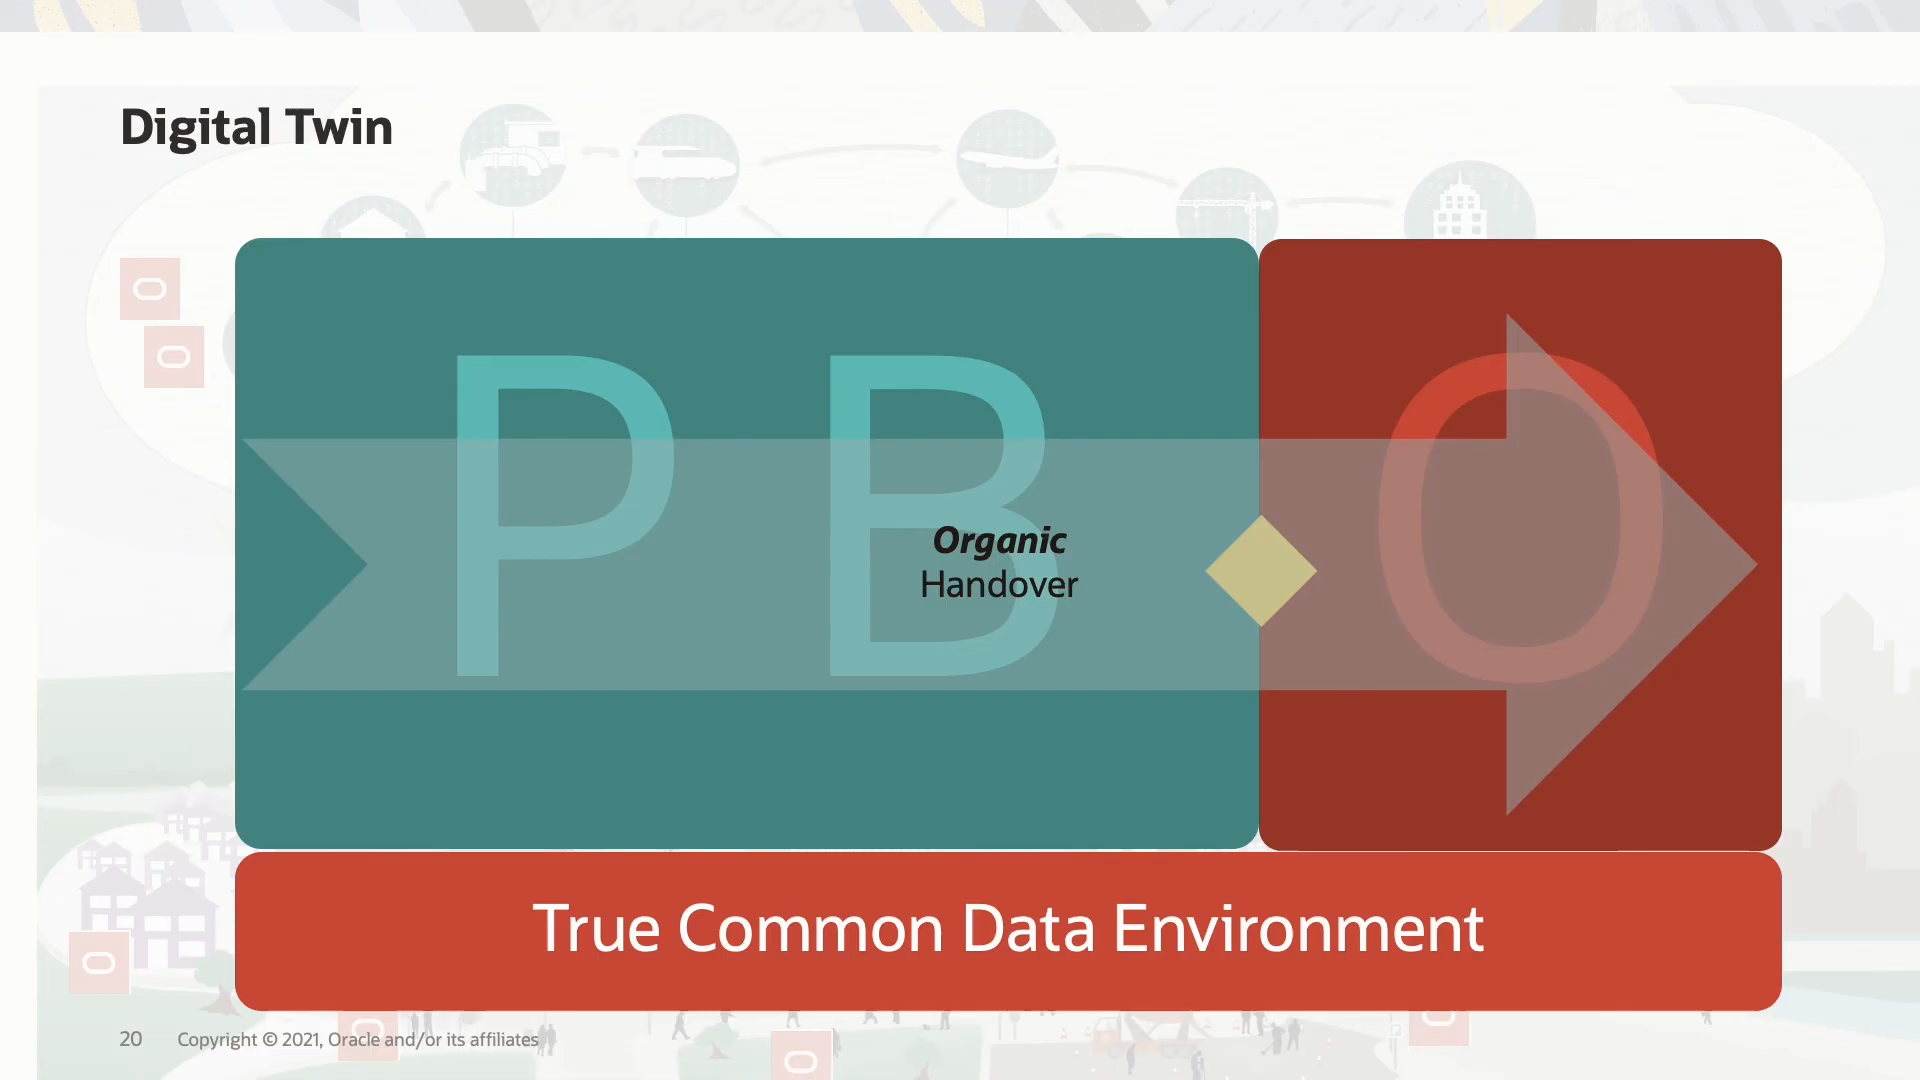 Digital Twin
P B O
Organic
Handover
True Common Data Environment
20 Copyright © 2021, Oracle and/or its affiliates